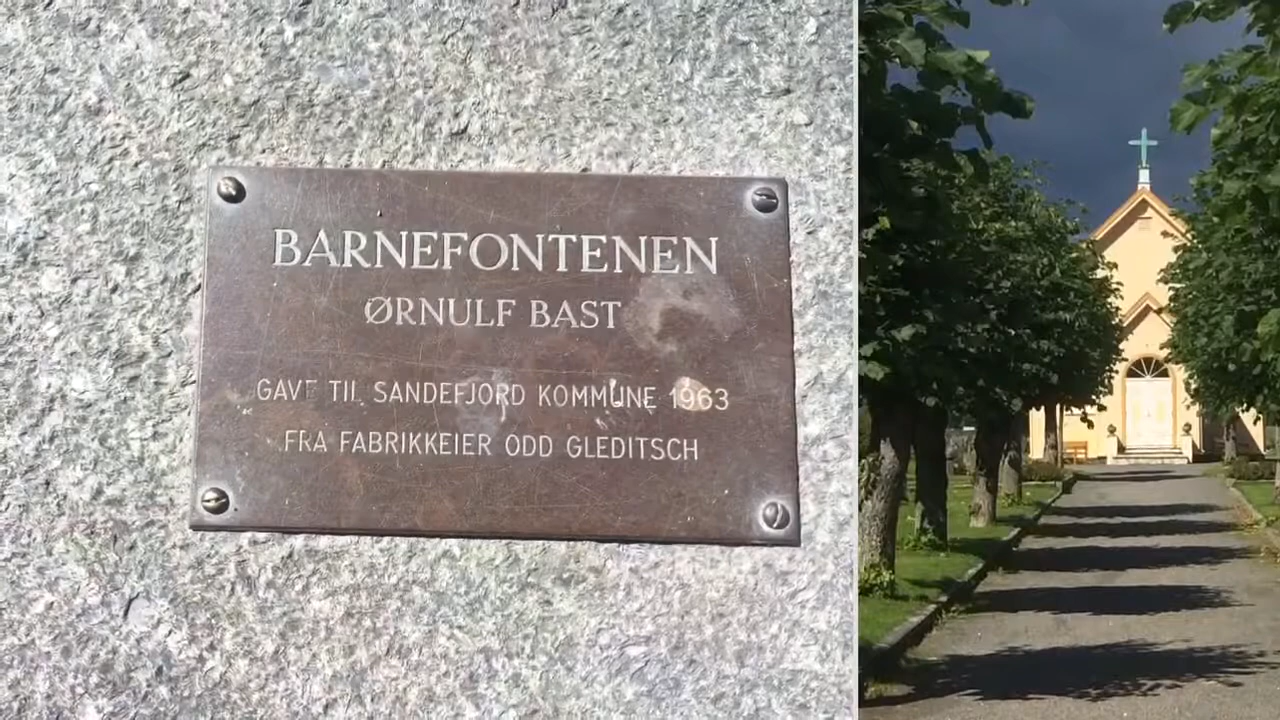 BARNEFONTENEN
ØRNULF BAST
GAVE TIL SANDEFJORD KOMMUNE 1963
FRA FABRIKKEIER ODD GLEDITSCH